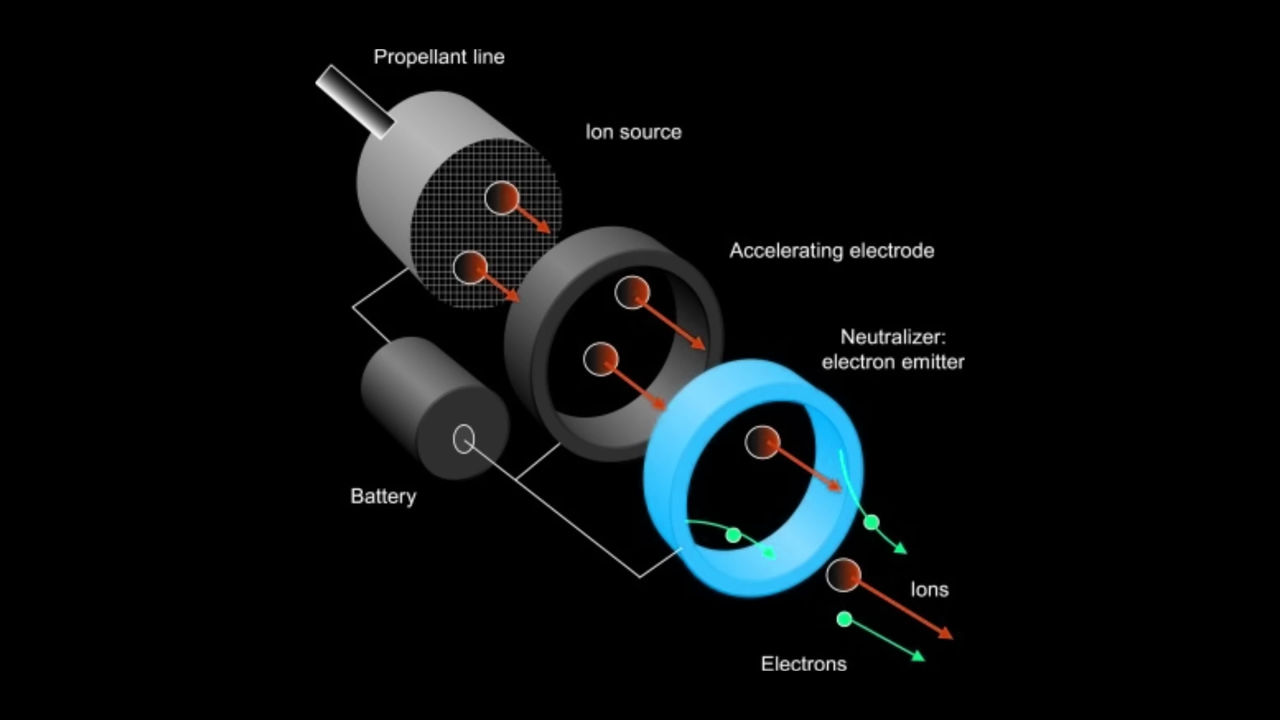 Propellant line
Ion source
Accelerating electrode
Neutralizer:
electron emitter
Battery
Ions
Electrons